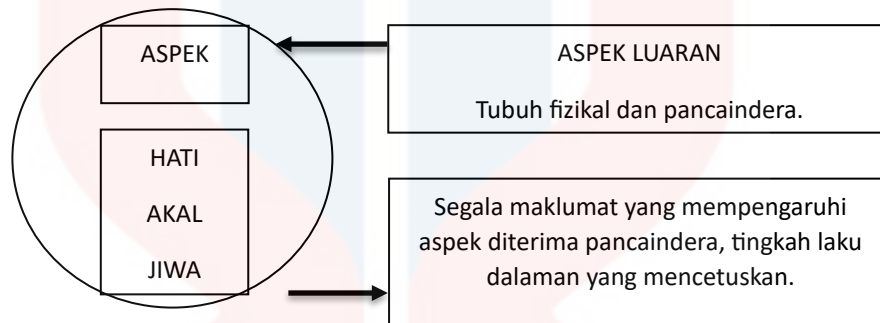 ASPEK
HATI
AKAL
JIWA
ASPEK LUARAN
Tubuh fizikal dan pancaindera.
Segala maklumat yang mempengaruhi
aspek diterima pancaindera, tingkah laku
dalaman yang mencetuskan.